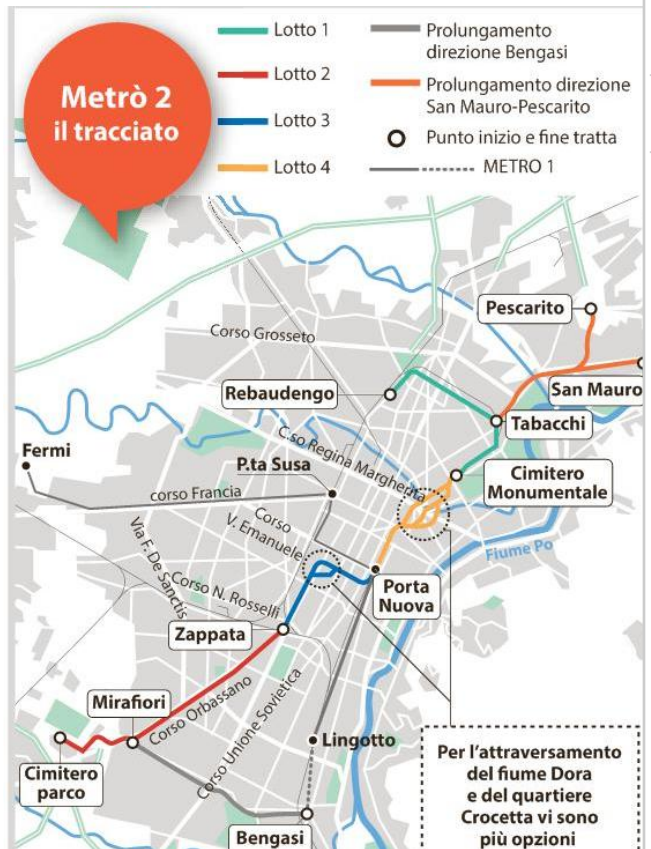 Metrò 2
il tracciato
Lotto 1
Lotto 2
Lotto 3
Lotto 4
Prolungamento
direzione Bengasi
Prolungamento direzione
San Mauro-Pescarito
Punto inizio e fine tratta
METRO 1
Pescarito
Corso Grosseto
San Mauro
Rebaudengo
Tabacchi
C.so Regina Margherita
Fermi
P.ta Susa
Cimitero
Monumentale
corso Francia
Corso
V. Emanuele
Via F. De Sanctis
Fiume Po
Corso N. Rosselli
Porta
Nuova
Zappata
Mirafiori
Corso Orbassano
Corso Unione Sovietica
Lingotto
Cimitero
parco
Bengasi
Per l'attraversamento
del fiume Dora
e del quartiere
Crocetta vi sono
più opzioni